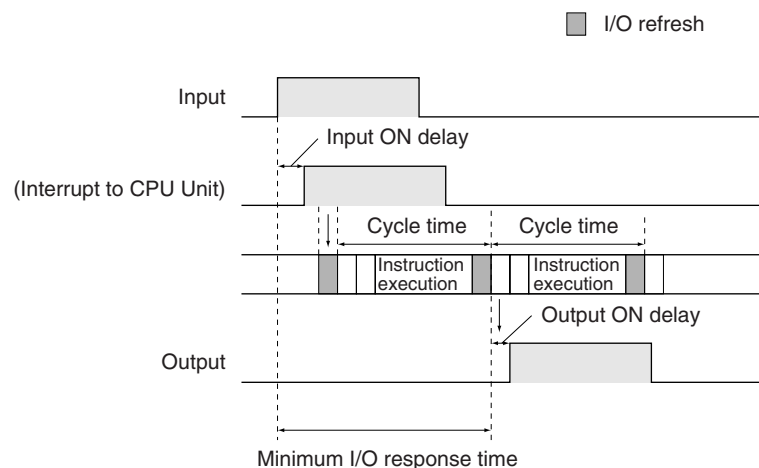 I/O refresh
Input
Input ON delay
(Interrupt to CPU Unit)
Cycle time
Cycle time
Instruction
execution
Instruction
execution
Output ON delay
Output
Minimum I/O response time